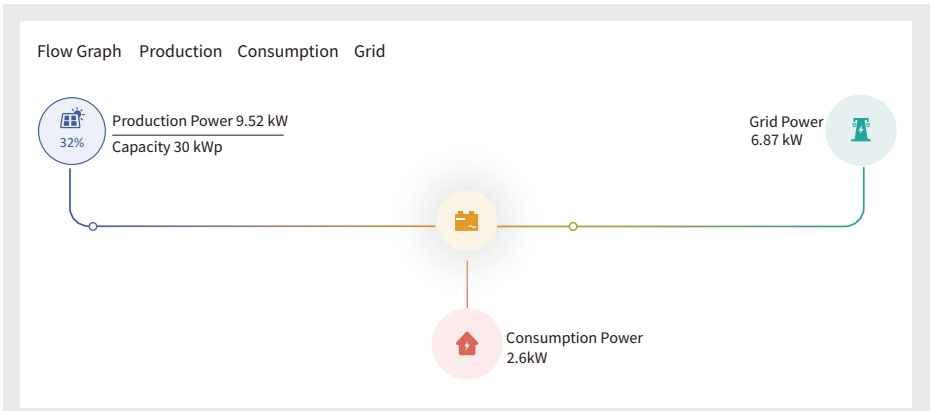 Flow Graph Production Consumption Grid
Production Power 9.52 kW
32%
Capacity 30 kWp
Grid Power
6.87 kW
Consumption Power
2.6kW